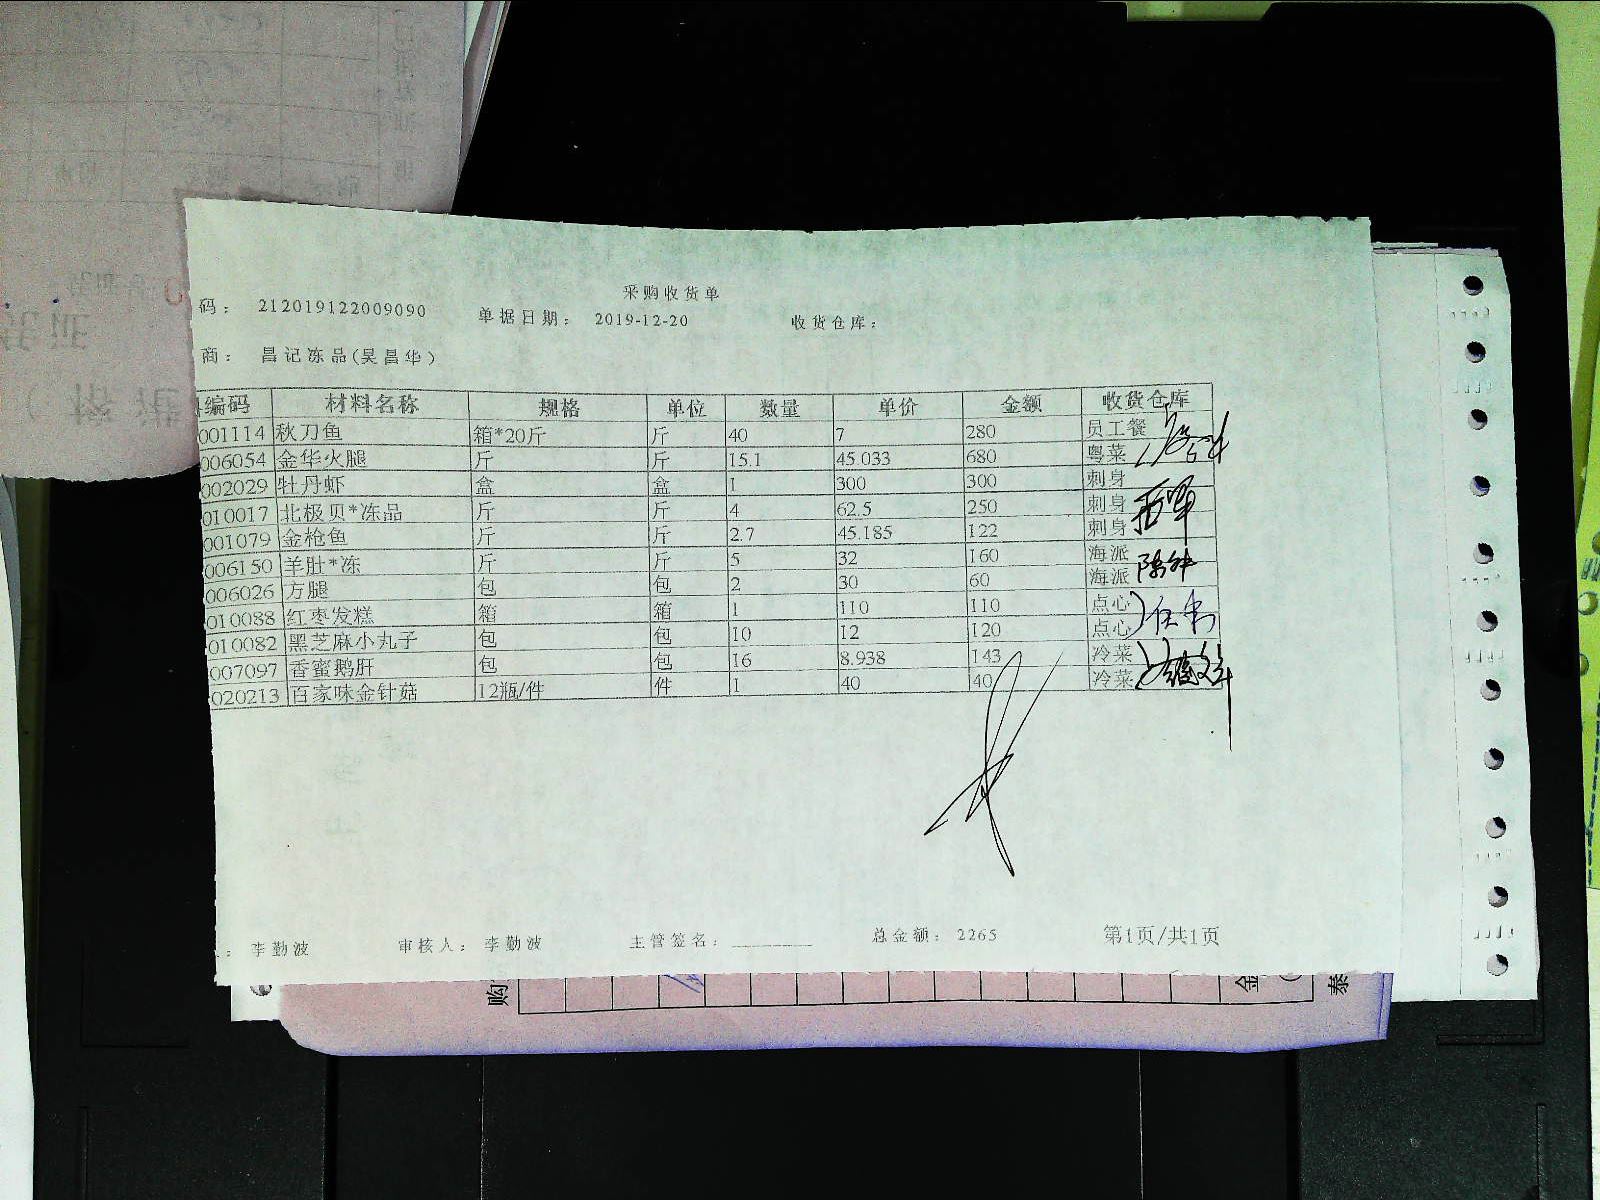 采购收货单
码： 212019122009090 单据日期： 2019-12-20 收货仓库：
商： 昌记冻品(吴昌华)
编码 材料名称 规格 单位 数量 单价 金额 收货仓库
001114 秋刀鱼 箱*20斤 斤 40 7 280 员工餐
006054 金华火腿 斤 斤 15.1 45.033 680 粤菜
002029 牡丹虾 盒 盒 1 300 300 刺身
010017 北极贝*冻品 斤 斤 4 62.5 250 刺身
001079 金枪鱼 斤 斤 2.7 45.185 122 刺身
006150 羊肚*冻 斤 斤 5 32 160 海派
006026 方腿 包 包 2 30 60 海派
010088 红枣发糕 箱 箱 1 110 110 点心
010082 黑芝麻小丸子 包 包 10 12 120 点心
007097 香蜜鹅肝 包 包 16 8.938 143 冷菜
020213 百家味金针菇 12瓶/件 件 1 40 40 冷菜
： 李勤波 审核人： 李勤波 主管签名： 总金额： 2265 第1页/共1页
购 金 泰